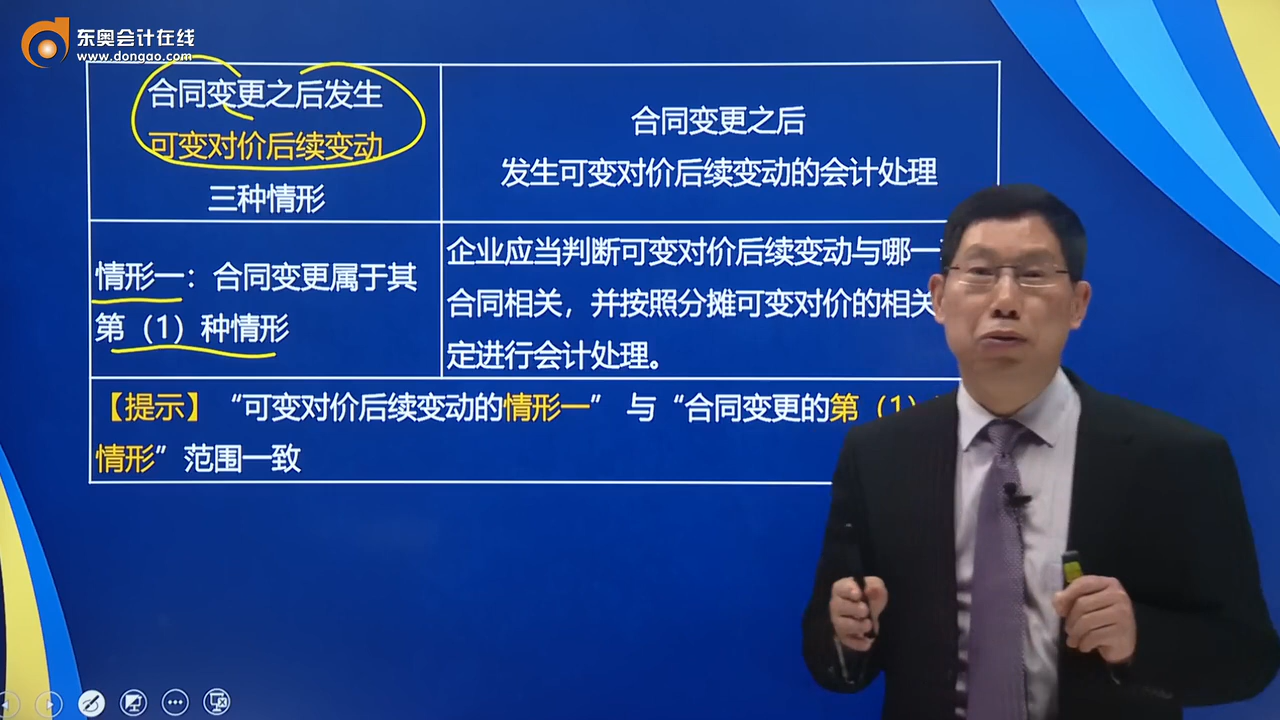 东奥会计在线
www.dongao.com
合同变更之后发生
可变对价后续变动
三种情形
合同变更之后
发生可变对价后续变动的会计处理
情形一：合同变更属于其
第（1）种情形
企业应当判断可变对价后续变动与哪一
合同相关，并按照分摊可变对价的相关
定进行会计处理。
【提示】“可变对价后续变动的情形一” 与“合同变更的第（1）
情形”范围一致